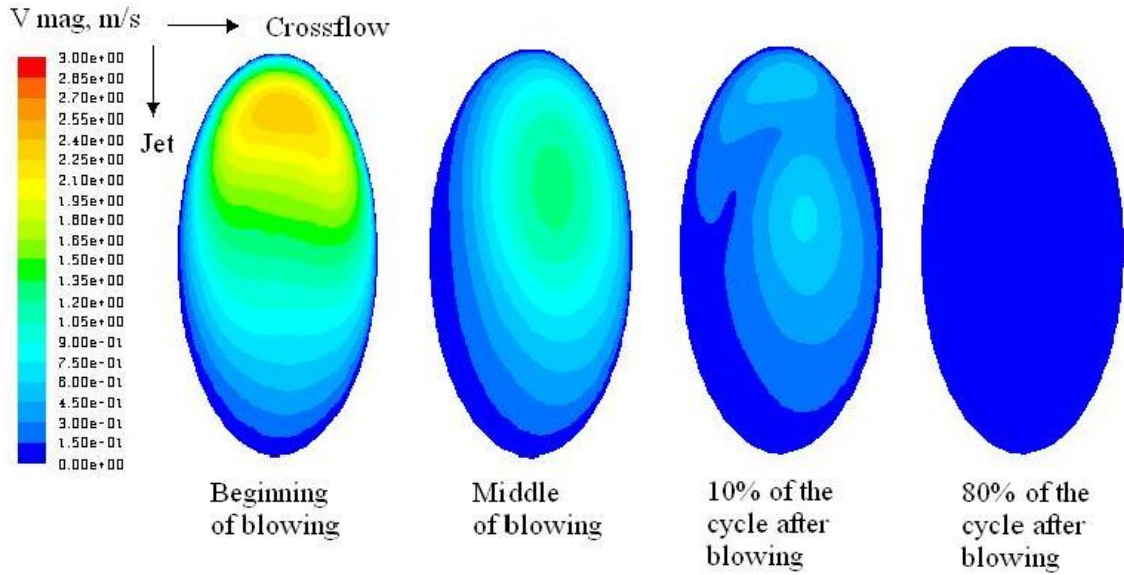 V mag, m/s
Crossflow
Jet
3.00e+00
2.85e+00
2.70e+00
2.55e+00
2.40e+00
2.25e+00
2.10e+00
1.95e+00
1.80e+00
1.65e+00
1.50e+00
1.35e+00
1.20e+00
1.05e+00
9.00e-01
7.50e-01
6.00e-01
4.50e-01
3.00e-01
1.50e-01
0.00e+00
Beginning
of blowing
Middle
of blowing
10% of the
cycle after
blowing
80% of the
cycle after
blowing